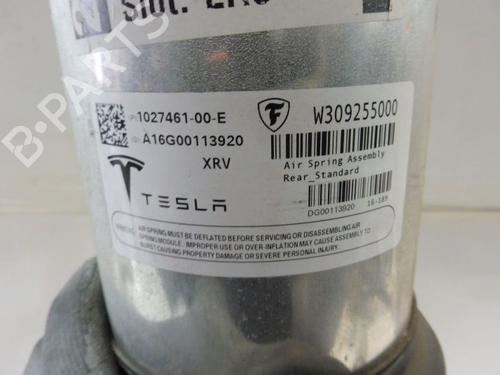 1027461-00-E
W309255000
A16G00113920
XRV
Air Spring Assembly
Rear_Standard
TESLA
DG00113920 16-189
AIR SPRING MUST BE DEFLATED BEFORE SERVICING OR DISASSEMBLING AIR
SPRING MODULE. IMPROPER USE OR OVER-INFLATION MAY CAUSE ASSEMBLY TO
BURST CAUSING PROPERTY DAMAGE OR SEVERE PERSONAL INJURY.
B-PARTS